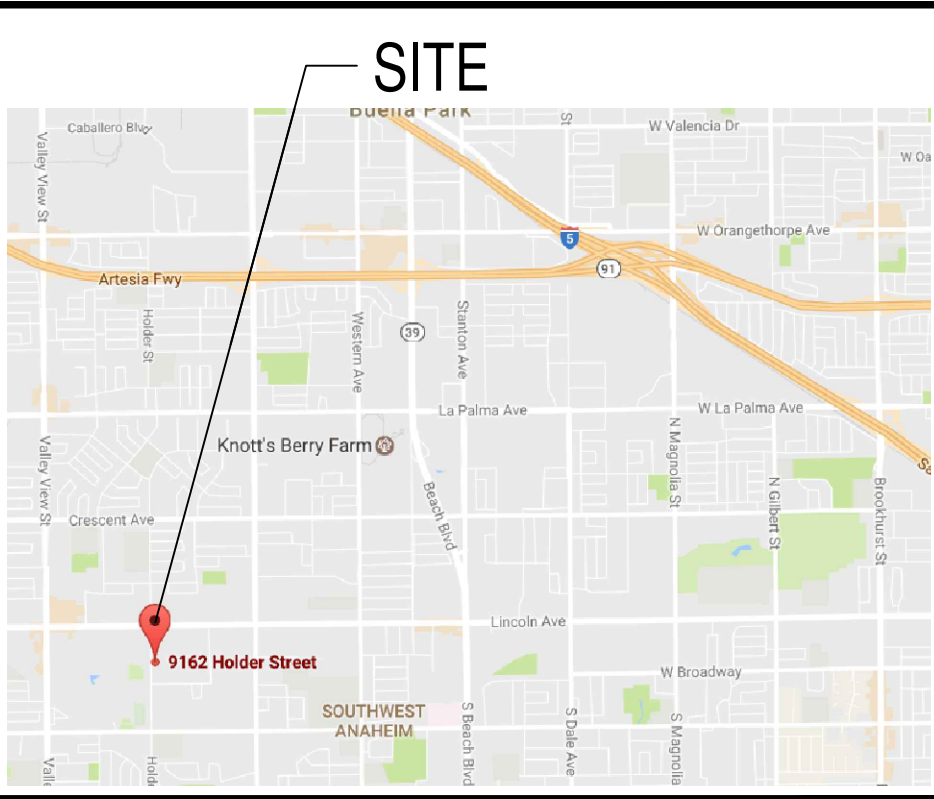 SITE
Buena Park
Caballero Blv
St
W Valencia Dr
Valley View St
W Oa
W Orangethorpe Ave
5
91
Artesia Fwy
Holder St
Western Ave
39
Stanton Ave
La Palma Ave
W La Palma Ave
Knott's Berry Farm
N Magnolia St
Valley View St
Beach Blvd
N Gilbert St
Brookhurst St
Crescent Ave
Lincoln Ave
9162 Holder Street
W Broadway
SOUTHWEST
ANAHEIM
S Beach Blvd
S Dale Ave
S Magnolia
Valle
Holde